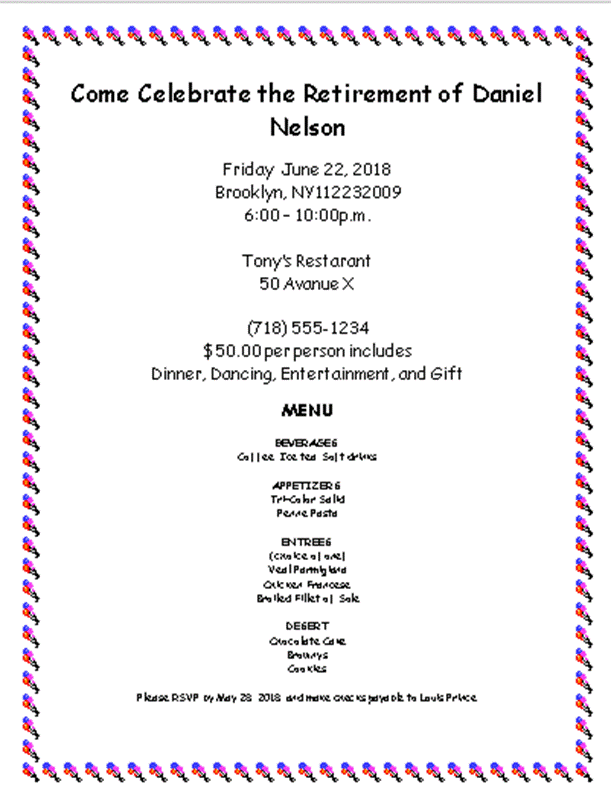 Come Celebrate the Retirement of Daniel
Nelson
Friday June 22, 2018
Brooklyn, NY112232009
6:00 - 10:00p.m.
Tony's Restarant
50 Avanue X
(718) 555-1234
$50.00 per person includes
Dinner, Dancing, Entertainment, and Gift
MENU
BEVERAGES
Coffee Ice tea Soft drinks
APPETIZERS
Tri-Color Salid
Penne Pasta
ENTREES
(choice of one)
Veal Parmigiana
Chicken Francese
Broiled Fillet of Sole
DESERT
Chocolate Cake
Brownys
Cookies
Please RSVP by May 28 2018 and make checks payable to Louis Prince